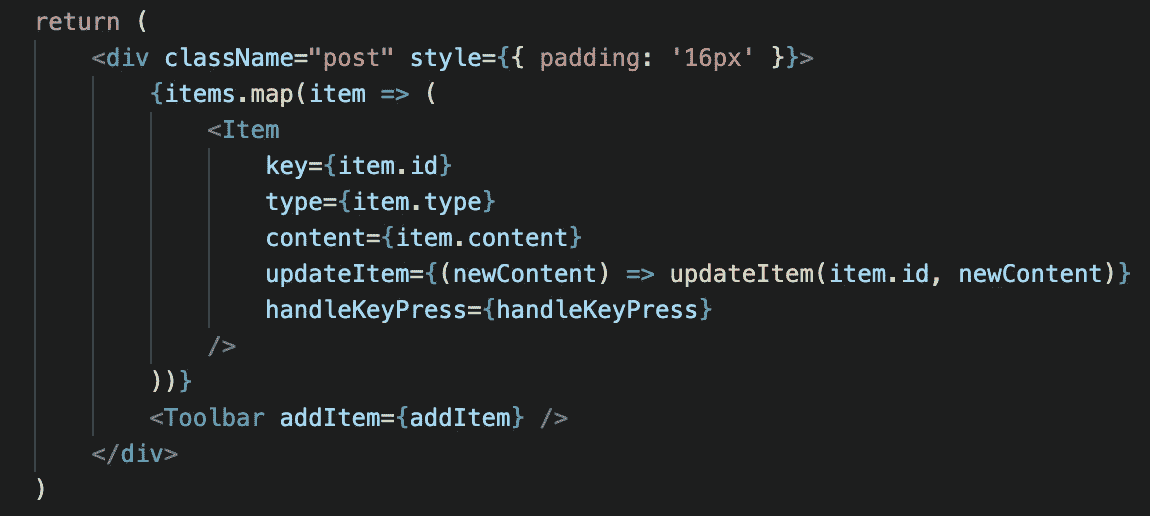 return (
<div className="post" style={{ padding: '16px' }}>
{items.map(item => (
<Item
key={item.id}
type={item.type}
content={item.content}
updateItem={(newContent) => updateItem(item.id, newContent)}
handleKeyPress={handleKeyPress}
/>
))}
<Toolbar addItem={addItem} />
</div>
)